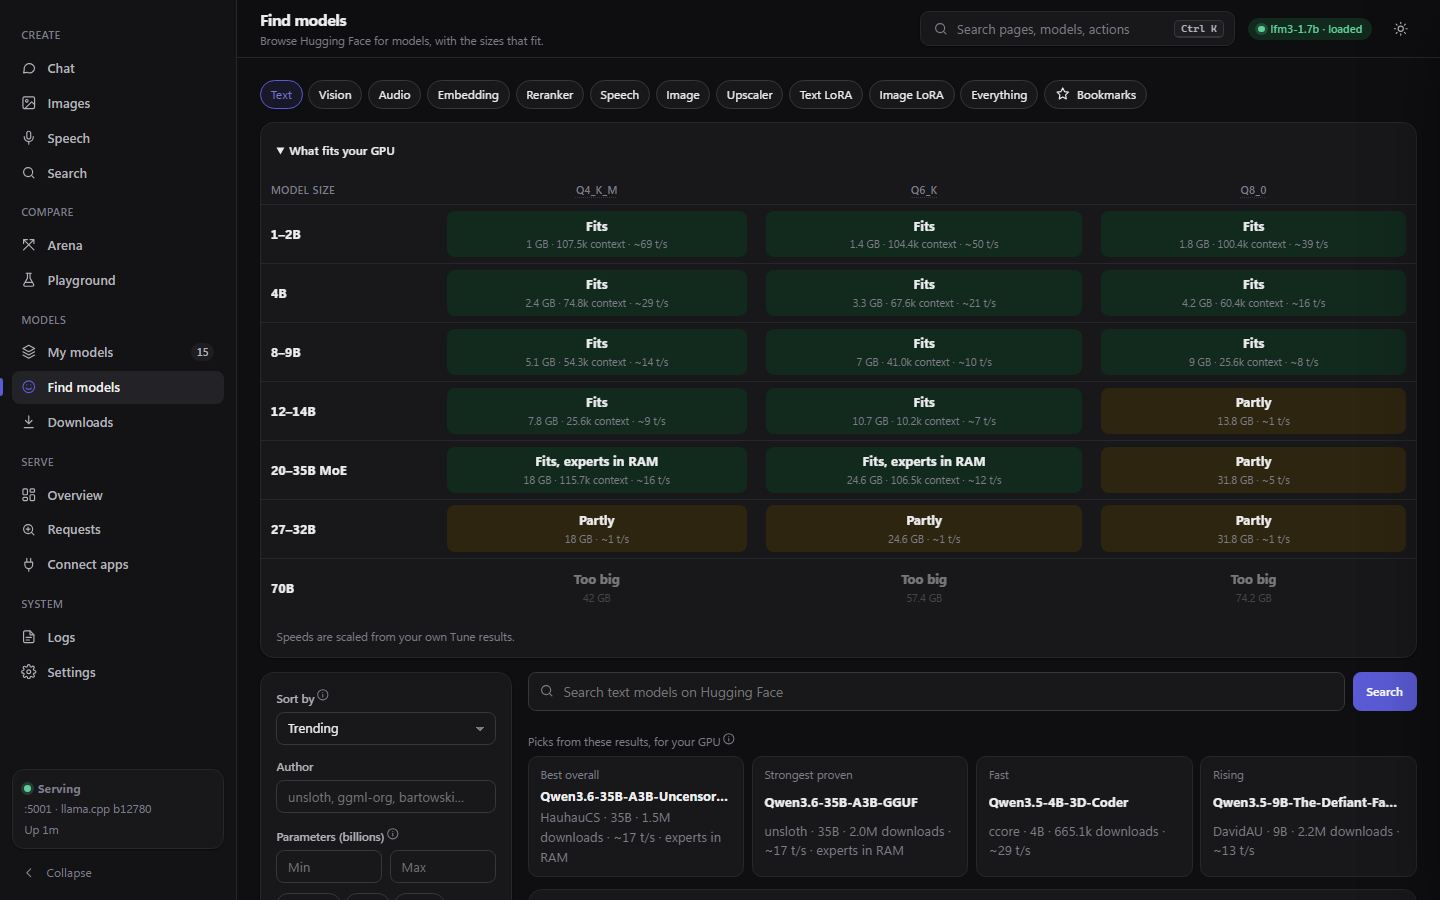 CREATE
Chat
Images
Speech
Search
COMPARE
Arena
Playground
MODELS
My models 15
Find models
Downloads
SERVE
Overview
Requests
Connect apps
SYSTEM
Logs
Settings
Serving
:5001 · llama.cpp b12780
Up 1m
Collapse
Find models
Browse Hugging Face for models, with the sizes that fit.
Search pages, models, actions Ctrl K
lfm3-1.7b · loaded
Text Vision Audio Embedding Reranker Speech Image Upscaler Text LoRA Image LoRA Everything Bookmarks
▼ What fits your GPU
MODEL SIZE Q4_K_M Q6_K Q8_0
1–2B
Fits Fits Fits
1 GB · 107.5k context · ~69 t/s 1.4 GB · 104.4k context · ~50 t/s 1.8 GB · 100.4k context · ~39 t/s
4B
Fits Fits Fits
2.4 GB · 74.8k context · ~29 t/s 3.3 GB · 67.6k context · ~21 t/s 4.2 GB · 60.4k context · ~16 t/s
8–9B
Fits Fits Fits
5.1 GB · 54.3k context · ~14 t/s 7 GB · 41.0k context · ~10 t/s 9 GB · 25.6k context · ~8 t/s
12–14B
Fits Fits Partly
7.8 GB · 25.6k context · ~9 t/s 10.7 GB · 10.2k context · ~7 t/s 13.8 GB · ~1 t/s
20–35B MoE
Fits, experts in RAM Fits, experts in RAM Partly
18 GB · 115.7k context · ~16 t/s 24.6 GB · 106.5k context · ~12 t/s 31.8 GB · ~5 t/s
27–32B
Partly Partly Partly
18 GB · ~1 t/s 24.6 GB · ~1 t/s 31.8 GB · ~1 t/s
70B
Too big Too big Too big
42 GB 57.4 GB 74.2 GB
Speeds are scaled from your own Tune results.
Sort by
Trending
Author
unsloth, ggml-org, bartowski...
Parameters (billions)
Min Max
Search text models on Hugging Face Search
Picks from these results, for your GPU
Best overall
Qwen3.6-35B-A3B-Uncensor...
HauhauCS · 35B · 1.5M
downloads · ~17 t/s · experts in
RAM
Strongest proven
Qwen3.6-35B-A3B-GGUF
unsloth · 35B · 2.0M downloads ·
~17 t/s · experts in RAM
Fast
Qwen3.5-4B-3D-Coder
ccore · 4B · 665.1k downloads ·
~29 t/s
Rising
Qwen3.5-9B-The-Defiant-Fa...
DavidAU · 9B · 2.2M downloads ·
~13 t/s